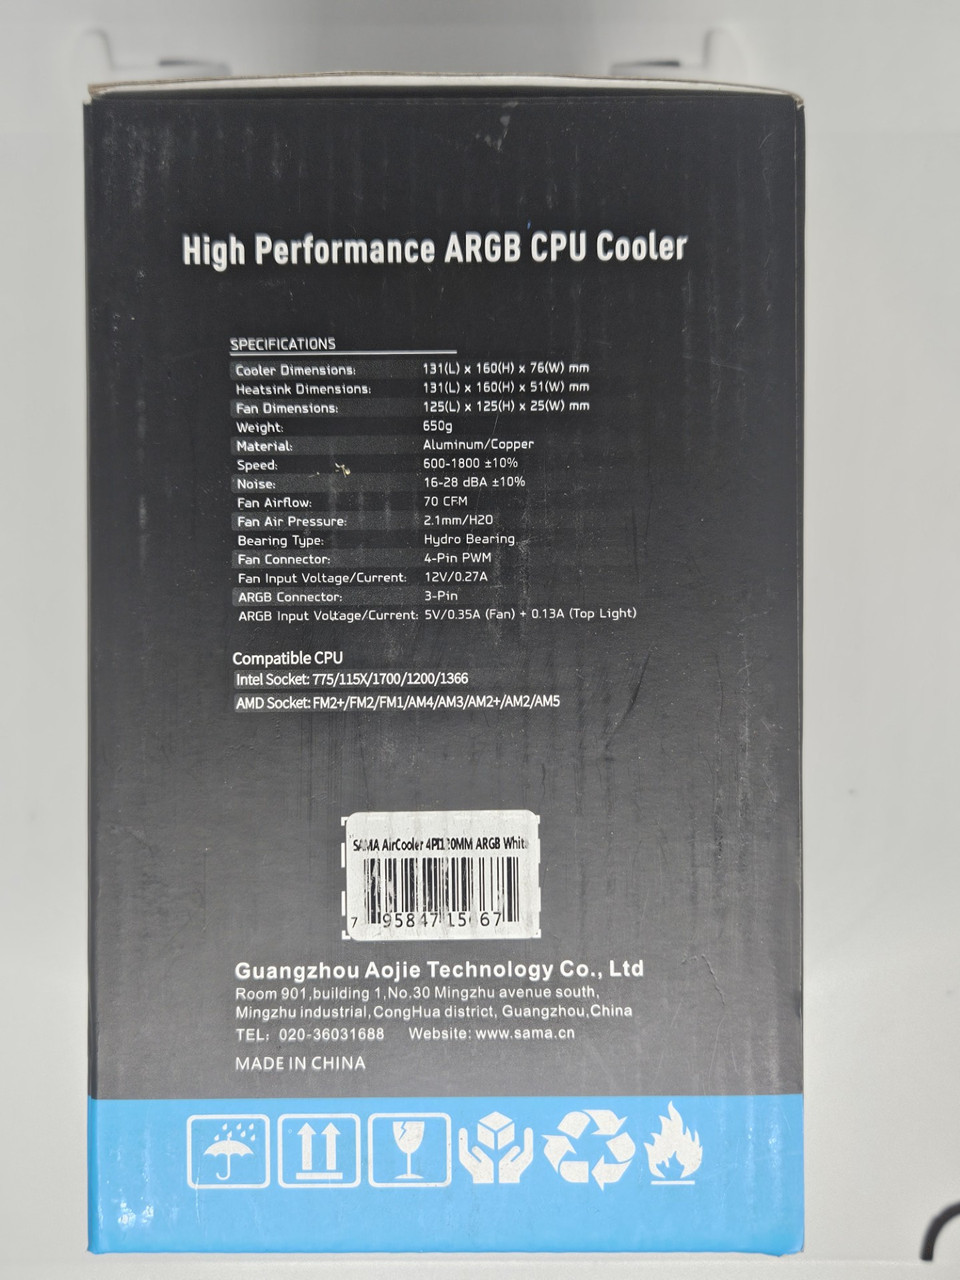 High Performance ARGB CPU Cooler
SPECIFICATIONS
Cooler Dimensions: 131(L) x 160(H) x 76(W) mm
Heatsink Dimensions: 131(L) x 160(H) x 51(W) mm
Fan Dimensions: 125(L) x 125(H) x 25(W) mm
Weight: 650g
Material: Aluminum/Copper
Speed: 600-1800 ±10%
Noise: 16-28 dBA ±10%
Fan Airflow: 70 CFM
Fan Air Pressure: 2.1mm/H2O
Bearing Type: Hydro Bearing
Fan Connector: 4-Pin PWM
Fan Input Voltage/Current: 12V/0.27A
ARGB Connector: 3-Pin
ARGB Input Voltage/Current: 5V/0.35A (Fan) + 0.13A (Top Light)
Compatible CPU
Intel Socket: 775/115X/1700/1200/1366
AMD Socket: FM2+/FM2/FM1/AM4/AM3/AM2+/AM2/AM5
SAMA AirCooler ARGB
Guangzhou Aojie Technology Co., Ltd
Room 901,building 1,No.30 Mingzhu avenue south,
Mingzhu industrial,CongHua district, Guangzhou,China
TEL: 020-36031688 Website: www.sama.cn
MADE IN CHINA